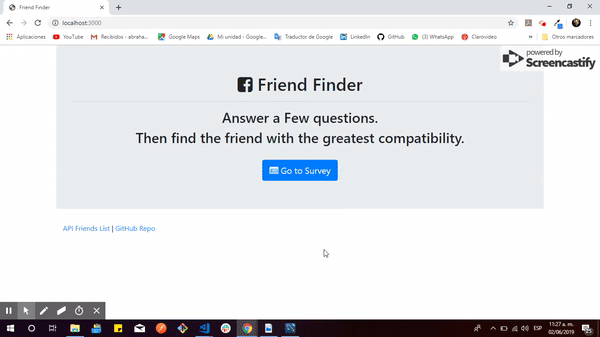 Friend Finder
localhost:3000
Aplicaciones YouTube Recibidos - abraha... Google Maps Mi unidad - Google... Traductor de Google LinkedIn GitHub (3) WhatsApp Clarovideo » Otros marcadores
powered by
Screencastify
Friend Finder
Answer a Few questions.
Then find the friend with the greatest compatibility.
Go to Survey
API Friends List | GitHub Repo
ESP
11:27 a. m.
02/06/2019